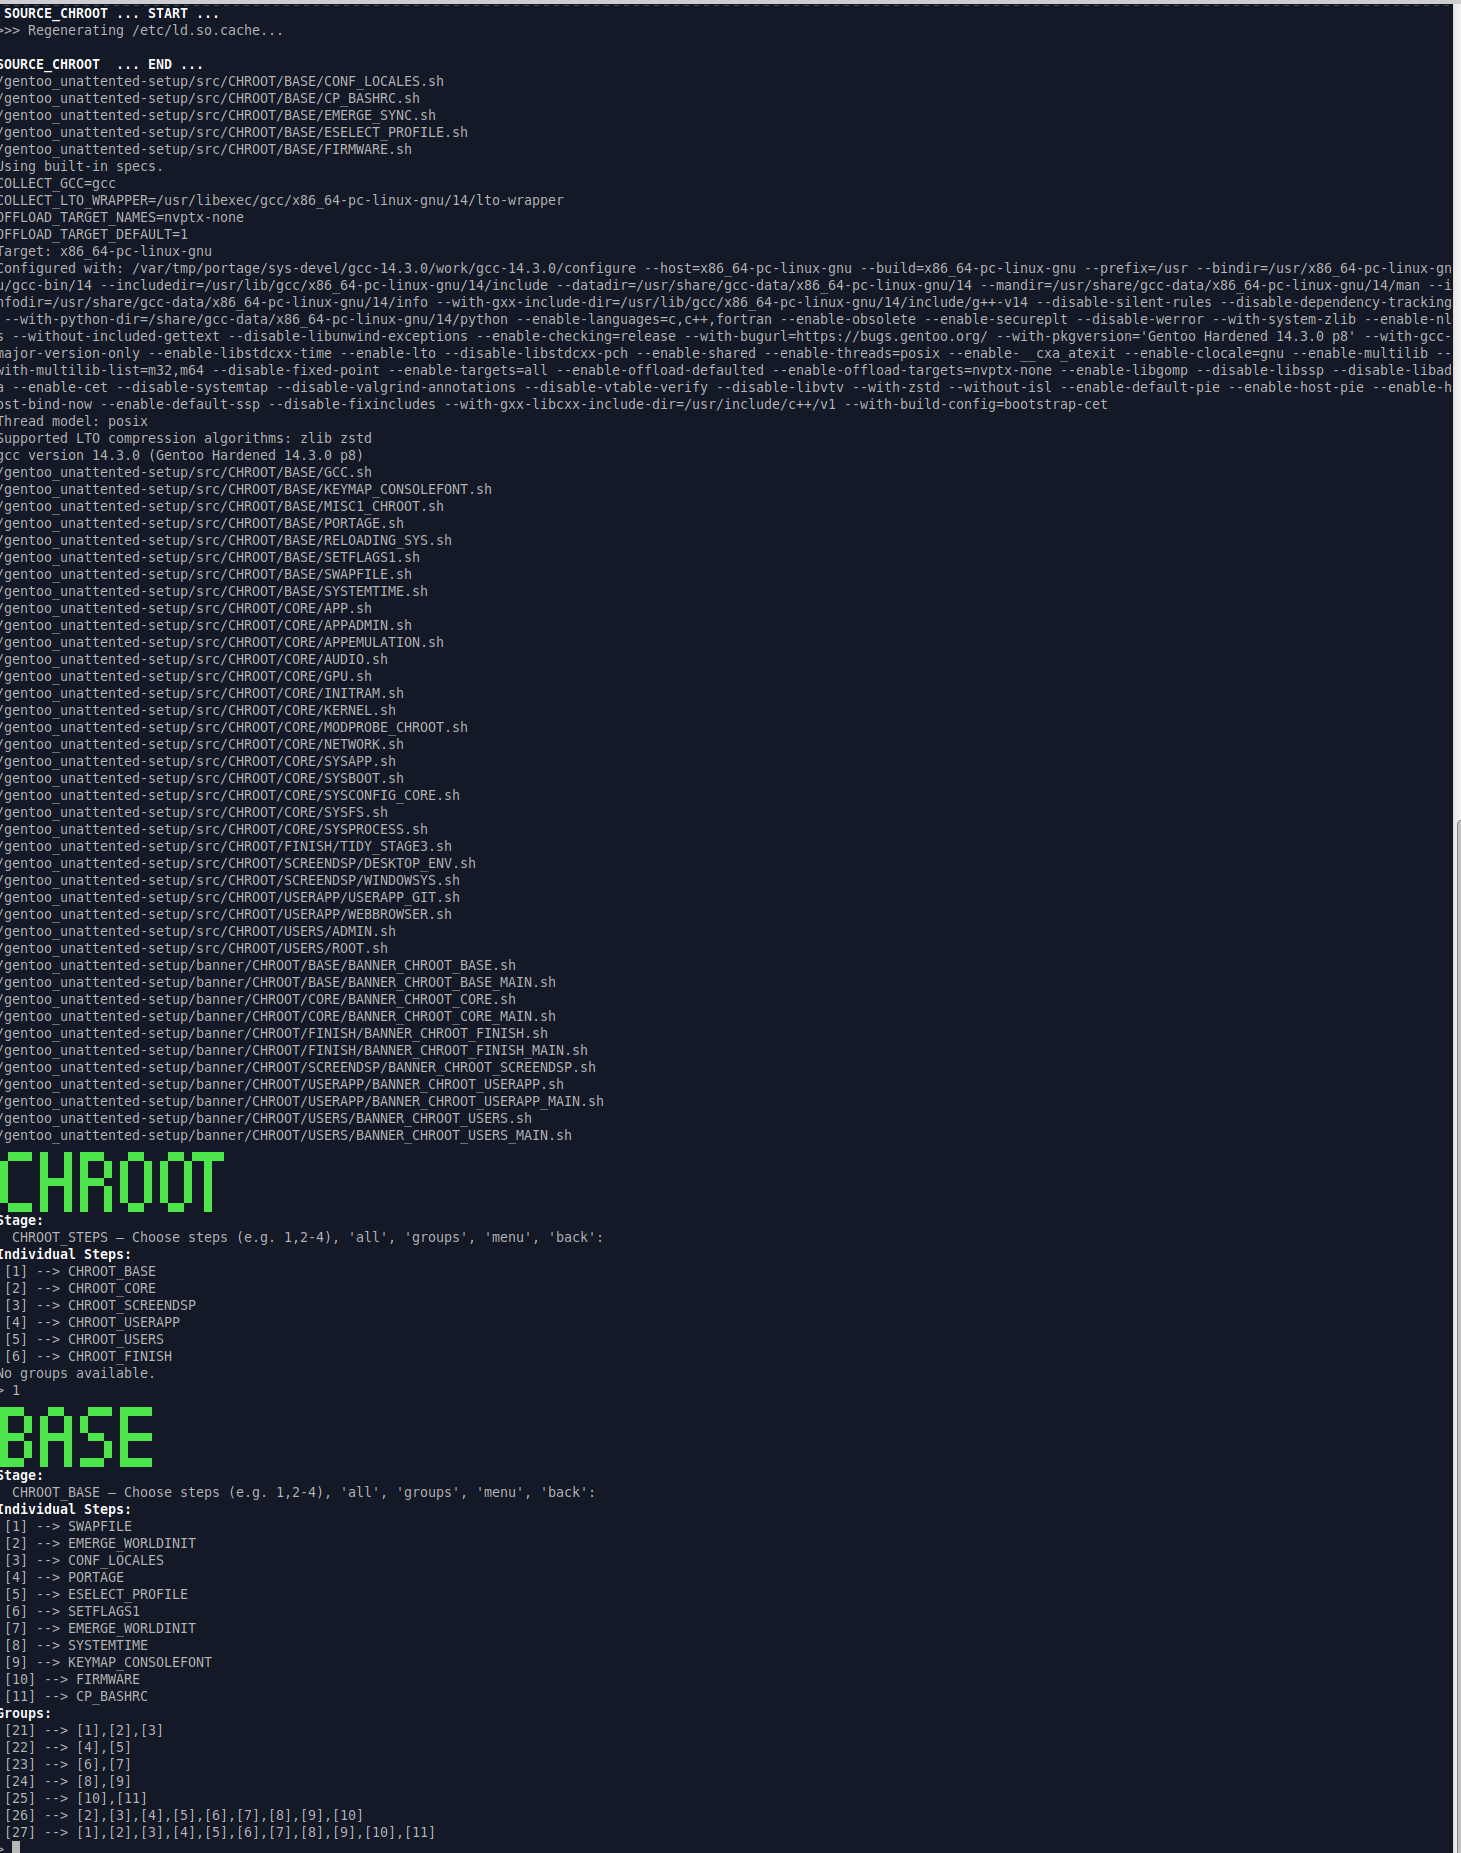 SOURCE_CHROOT ... START ...
>>> Regenerating /etc/ld.so.cache...
SOURCE_CHROOT  ... END ...
/gentoo_unattented-setup/src/CHROOT/BASE/CONF_LOCALES.sh
/gentoo_unattented-setup/src/CHROOT/BASE/CP_BASHRC.sh
/gentoo_unattented-setup/src/CHROOT/BASE/EMERGE_SYNC.sh
/gentoo_unattented-setup/src/CHROOT/BASE/ESELECT_PROFILE.sh
/gentoo_unattented-setup/src/CHROOT/BASE/FIRMWARE.sh
Using built-in specs.
COLLECT_GCC=gcc
COLLECT_LTO_WRAPPER=/usr/libexec/gcc/x86_64-pc-linux-gnu/14/lto-wrapper
OFFLOAD_TARGET_NAMES=nvptx-none
OFFLOAD_TARGET_DEFAULT=1
Target: x86_64-pc-linux-gnu
Configured with: /var/tmp/portage/sys-devel/gcc-14.3.0/work/gcc-14.3.0/configure --host=x86_64-pc-linux-gnu --build=x86_64-pc-linux-gnu --prefix=/usr --bindir=/usr/x86_64-pc-linux-gn
u/gcc-bin/14 --includedir=/usr/lib/gcc/x86_64-pc-linux-gnu/14/include --datadir=/usr/share/gcc-data/x86_64-pc-linux-gnu/14 --mandir=/usr/share/gcc-data/x86_64-pc-linux-gnu/14/man --i
nfodir=/usr/share/gcc-data/x86_64-pc-linux-gnu/14/info --with-gxx-include-dir=/usr/lib/gcc/x86_64-pc-linux-gnu/14/include/g++-v14 --disable-silent-rules --disable-dependency-tracking
--with-python-dir=/share/gcc-data/x86_64-pc-linux-gnu/14/python --enable-languages=c,c++,fortran --enable-obsolete --enable-secureplt --disable-werror --with-system-zlib --enable-nl
s --without-included-gettext --disable-libunwind-exceptions --enable-checking=release --with-bugurl=https://bugs.gentoo.org/ --with-pkgversion='Gentoo Hardened 14.3.0 p8' --with-gcc-
major-version-only --enable-libstdcxx-time --enable-lto --disable-libstdcxx-pch --enable-shared --enable-threads=posix --enable-__cxa_atexit --enable-clocale=gnu --enable-multilib --
with-multilib-list=m32,m64 --disable-fixed-point --enable-targets=all --enable-offload-defaulted --enable-offload-targets=nvptx-none --enable-libgomp --disable-libssp --disable-libad
a --enable-cet --disable-systemtap --disable-valgrind-annotations --disable-vtable-verify --disable-libvtv --with-zstd --without-isl --enable-default-pie --enable-host-pie --enable-h
ost-bind-now --enable-default-ssp --disable-fixincludes --with-gxx-libcxx-include-dir=/usr/include/c++/v1 --with-build-config=bootstrap-cet
Thread model: posix
Supported LTO compression algorithms: zlib zstd
gcc version 14.3.0 (Gentoo Hardened 14.3.0 p8)
/gentoo_unattented-setup/src/CHROOT/BASE/GCC.sh
/gentoo_unattented-setup/src/CHROOT/BASE/KEYMAP_CONSOLEFONT.sh
/gentoo_unattented-setup/src/CHROOT/BASE/MISC1_CHROOT.sh
/gentoo_unattented-setup/src/CHROOT/BASE/PORTAGE.sh
/gentoo_unattented-setup/src/CHROOT/BASE/RELOADING_SYS.sh
/gentoo_unattented-setup/src/CHROOT/BASE/SETFLAGS1.sh
/gentoo_unattented-setup/src/CHROOT/BASE/SWAPFILE.sh
/gentoo_unattented-setup/src/CHROOT/BASE/SYSTEMTIME.sh
/gentoo_unattented-setup/src/CHROOT/CORE/APP.sh
/gentoo_unattented-setup/src/CHROOT/CORE/APPADMIN.sh
/gentoo_unattented-setup/src/CHROOT/CORE/APPEMULATION.sh
/gentoo_unattented-setup/src/CHROOT/CORE/AUDIO.sh
/gentoo_unattented-setup/src/CHROOT/CORE/GPU.sh
/gentoo_unattented-setup/src/CHROOT/CORE/INITRAM.sh
/gentoo_unattented-setup/src/CHROOT/CORE/KERNEL.sh
/gentoo_unattented-setup/src/CHROOT/CORE/MODPROBE_CHROOT.sh
/gentoo_unattented-setup/src/CHROOT/CORE/NETWORK.sh
/gentoo_unattented-setup/src/CHROOT/CORE/SYSAPP.sh
/gentoo_unattented-setup/src/CHROOT/CORE/SYSBOOT.sh
/gentoo_unattented-setup/src/CHROOT/CORE/SYSCONFIG_CORE.sh
/gentoo_unattented-setup/src/CHROOT/CORE/SYSFS.sh
/gentoo_unattented-setup/src/CHROOT/CORE/SYSPROCESS.sh
/gentoo_unattented-setup/src/CHROOT/FINISH/TIDY_STAGE3.sh
/gentoo_unattented-setup/src/CHROOT/SCREENDSP/DESKTOP_ENV.sh
/gentoo_unattented-setup/src/CHROOT/SCREENDSP/WINDOWSYS.sh
/gentoo_unattented-setup/src/CHROOT/USERAPP/USERAPP_GIT.sh
/gentoo_unattented-setup/src/CHROOT/USERAPP/WEBBROWSER.sh
/gentoo_unattented-setup/src/CHROOT/USERS/ADMIN.sh
/gentoo_unattented-setup/src/CHROOT/USERS/ROOT.sh
/gentoo_unattented-setup/banner/CHROOT/BASE/BANNER_CHROOT_BASE.sh
/gentoo_unattented-setup/banner/CHROOT/BASE/BANNER_CHROOT_BASE_MAIN.sh
/gentoo_unattented-setup/banner/CHROOT/CORE/BANNER_CHROOT_CORE.sh
/gentoo_unattented-setup/banner/CHROOT/CORE/BANNER_CHROOT_CORE_MAIN.sh
/gentoo_unattented-setup/banner/CHROOT/FINISH/BANNER_CHROOT_FINISH.sh
/gentoo_unattented-setup/banner/CHROOT/FINISH/BANNER_CHROOT_FINISH_MAIN.sh
/gentoo_unattented-setup/banner/CHROOT/SCREENDSP/BANNER_CHROOT_SCREENDSP.sh
/gentoo_unattented-setup/banner/CHROOT/USERAPP/BANNER_CHROOT_USERAPP.sh
/gentoo_unattented-setup/banner/CHROOT/USERAPP/BANNER_CHROOT_USERAPP_MAIN.sh
/gentoo_unattented-setup/banner/CHROOT/USERS/BANNER_CHROOT_USERS.sh
/gentoo_unattented-setup/banner/CHROOT/USERS/BANNER_CHROOT_USERS_MAIN.sh
CHROOT
Stage:
CHROOT_STEPS – Choose steps (e.g. 1,2-4), 'all', 'groups', 'menu', 'back':
Individual Steps:
[1] --> CHROOT_BASE
[2] --> CHROOT_CORE
[3] --> CHROOT_SCREENDSP
[4] --> CHROOT_USERAPP
[5] --> CHROOT_USERS
[6] --> CHROOT_FINISH
No groups available.
> 1
BASE
Stage:
CHROOT_BASE – Choose steps (e.g. 1,2-4), 'all', 'groups', 'menu', 'back':
Individual Steps:
[1] --> SWAPFILE
[2] --> EMERGE_WORLDINIT
[3] --> CONF_LOCALES
[4] --> PORTAGE
[5] --> ESELECT_PROFILE
[6] --> SETFLAGS1
[7] --> EMERGE_WORLDINIT
[8] --> SYSTEMTIME
[9] --> KEYMAP_CONSOLEFONT
[10] --> FIRMWARE
[11] --> CP_BASHRC
Groups:
[21] --> [1],[2],[3]
[22] --> [4],[5]
[23] --> [6],[7]
[24] --> [8],[9]
[25] --> [10],[11]
[26] --> [2],[3],[4],[5],[6],[7],[8],[9],[10]
[27] --> [1],[2],[3],[4],[5],[6],[7],[8],[9],[10],[11]
>